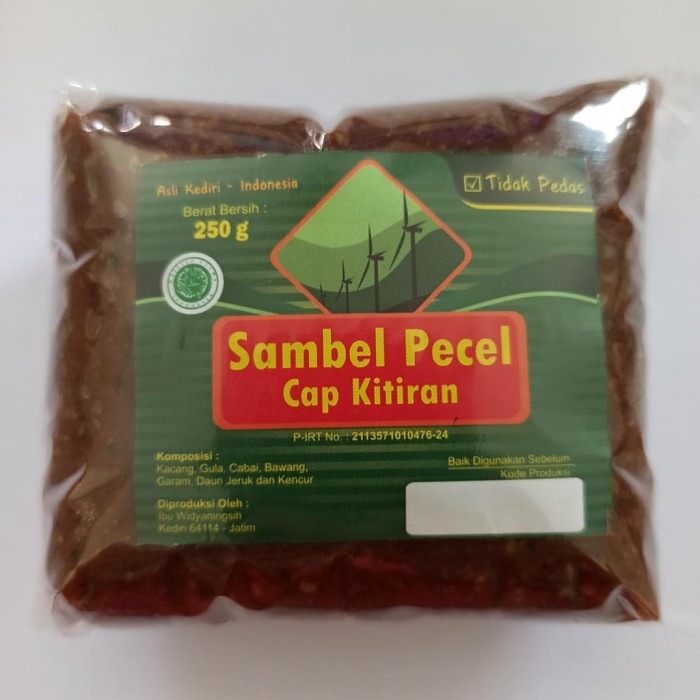 Asli Kediri - Indonesia
Berat Bersih :
250 g
Tidak Pedas
Sambel Pecel
Cap Kitiran
P-IRT No. : 2113571010476-24
Komposisi :
Kacang, Gula, Cabai, Bawang,
Garam, Daun Jeruk dan Kencur
Diproduksi Oleh :
Ibu Widyaningsih
Kediri 64114 - Jatim
Baik Digunakan Sebelum
Kode Produksi